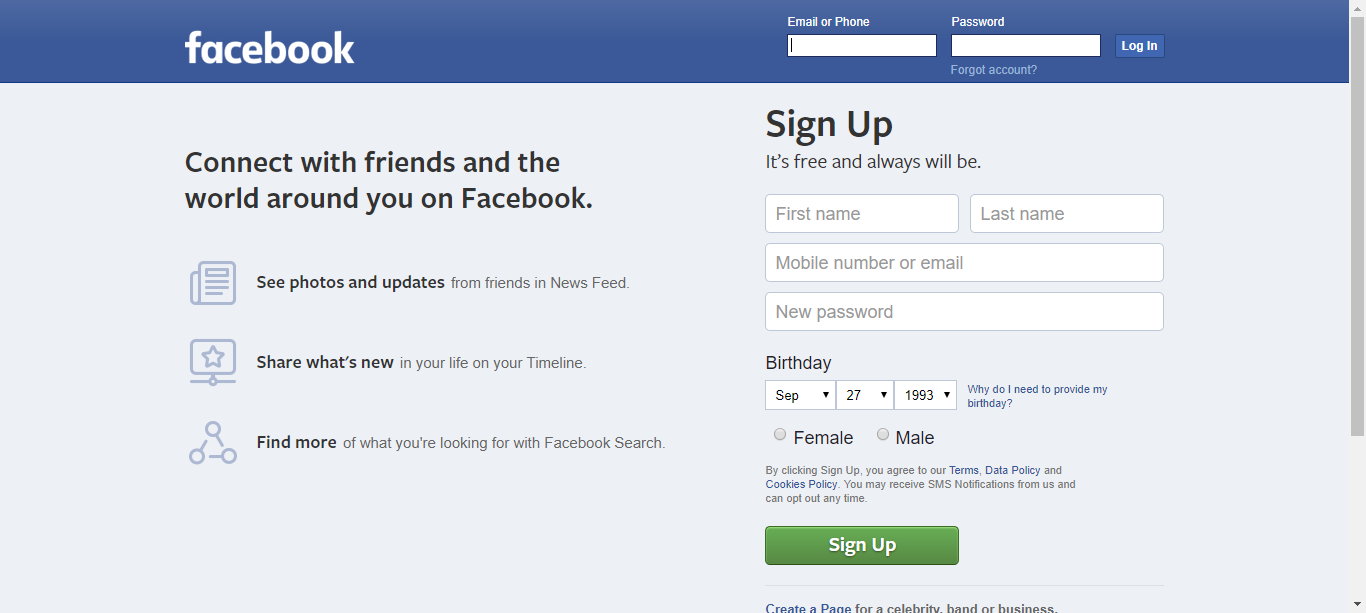 facebook
Email or Phone
Password
Log In
Forgot account?
Connect with friends and the
world around you on Facebook.
See photos and updates from friends in News Feed.
Share what's new in your life on your Timeline.
Find more of what you're looking for with Facebook Search.
Sign Up
It's free and always will be.
First name
Last name
Mobile number or email
New password
Birthday
Sep 27 1993
Why do I need to provide my
birthday?
Female Male
By clicking Sign Up, you agree to our Terms, Data Policy and
Cookies Policy. You may receive SMS Notifications from us and
can opt out any time.
Sign Up
Create a Page for a celebrity, band or business.